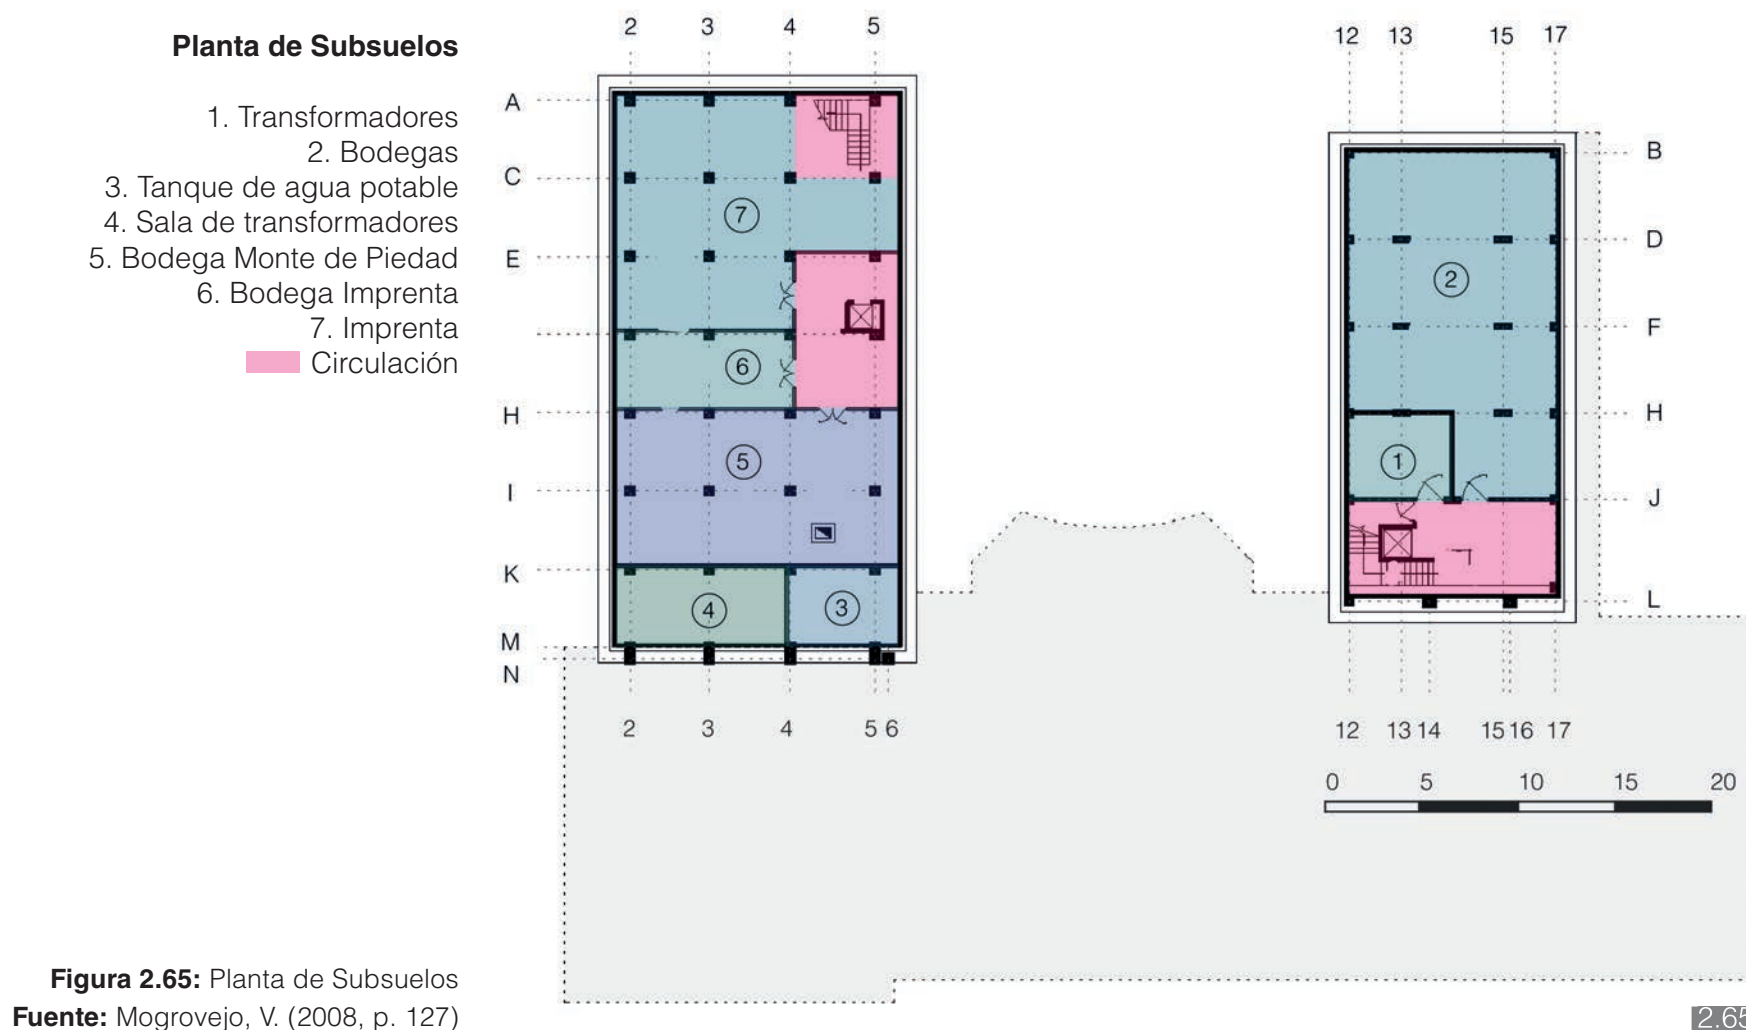 Planta de Subsuelos
1. Transformadores
2. Bodegas
3. Tanque de agua potable
4. Sala de transformadores
5. Bodega Monte de Piedad
6. Bodega Imprenta
7. Imprenta
Circulación
2 3 4 5
A
C
E
H
I
K
M
N
7
6
5
4 3
2 3 4 5 6
12 13 15 17
B
D
F
H
J
L
2
1
12 13 14 15 16 17
0 5 10 15 20
Figura 2.65: Planta de Subsuelos
Fuente: Mogrovejo, V. (2008, p. 127)
2.65